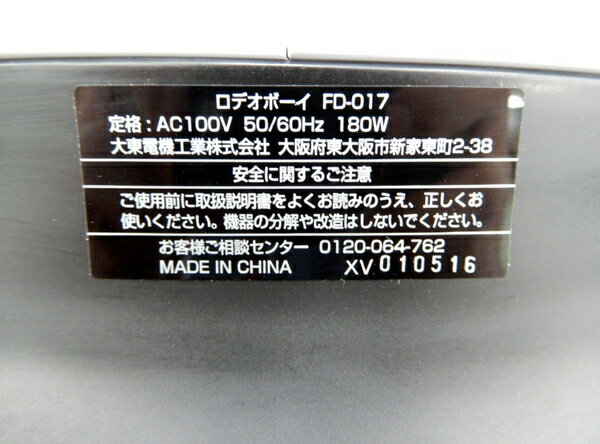 ロデオボーイ FD-017
定格：AC100V 50/60Hz 180W
大東電機工業株式会社 大阪府東大阪市新家東町2-38
安全に関するご注意
ご使用前に取扱説明書をよくお読みのうえ、正しくお
使いください。機器の分解や改造はしないでください。
お客様ご相談センター 0120-064-762
MADE IN CHINA XV010516